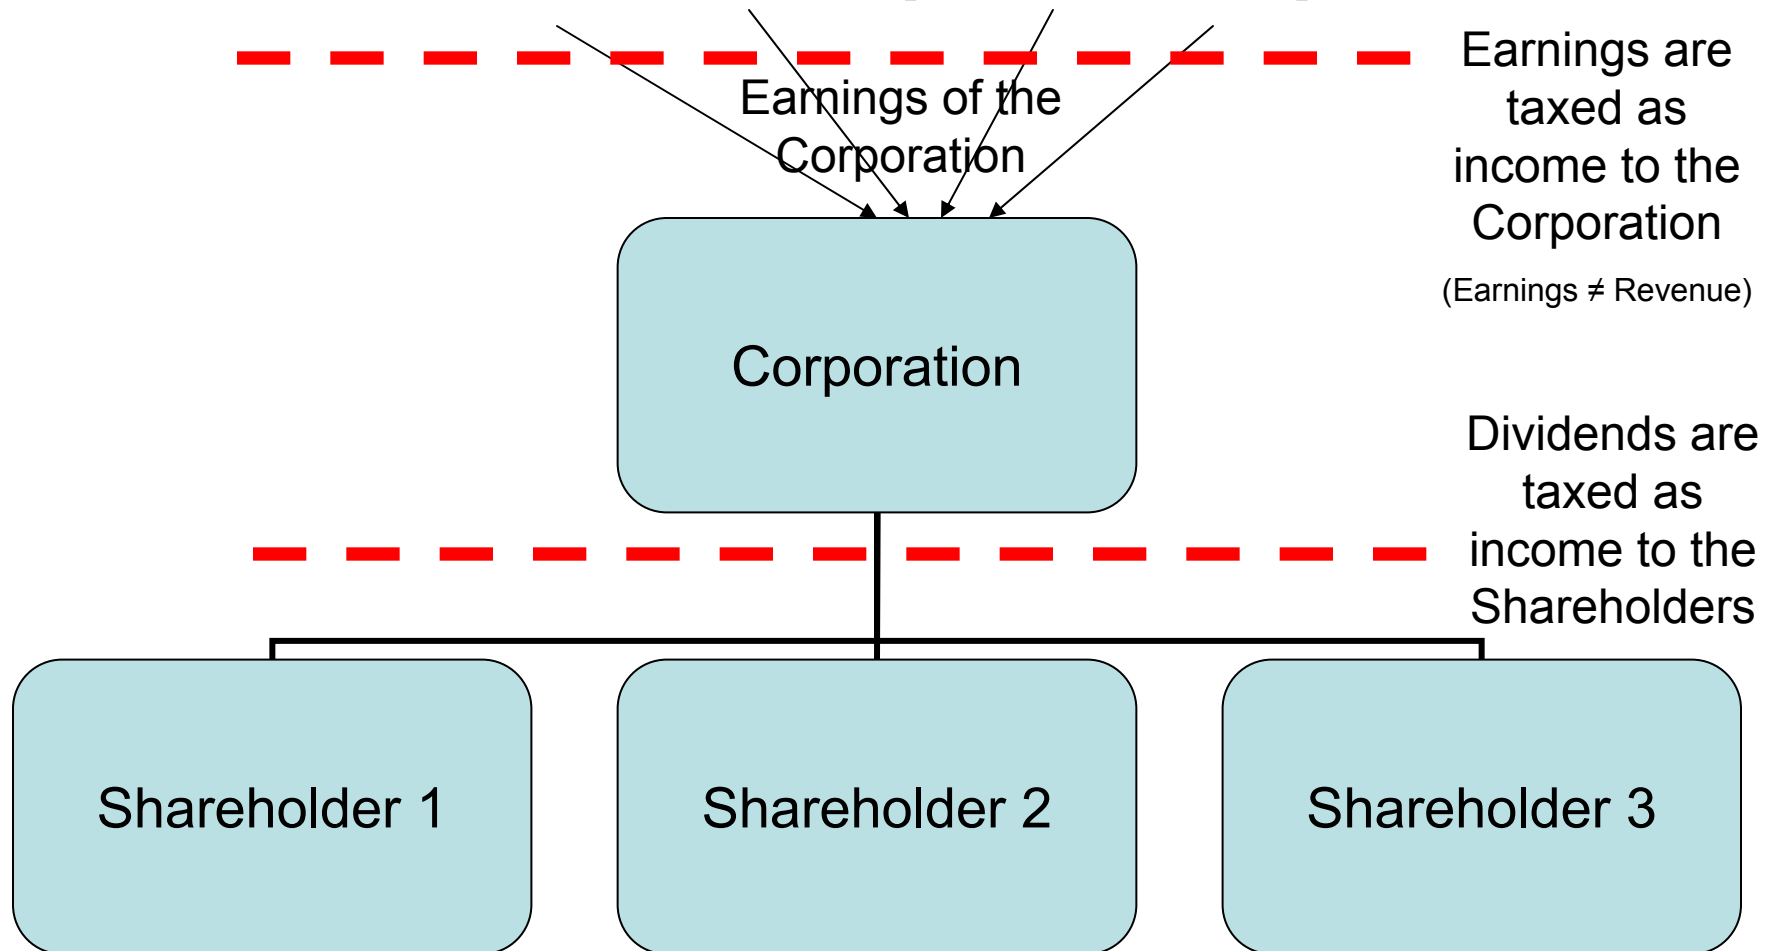 Earnings of the
Corporation
Earnings are
taxed as
income to the
Corporation
(Earnings ≠ Revenue)
Corporation
Dividends are
taxed as
income to the
Shareholders
Shareholder 1
Shareholder 2
Shareholder 3